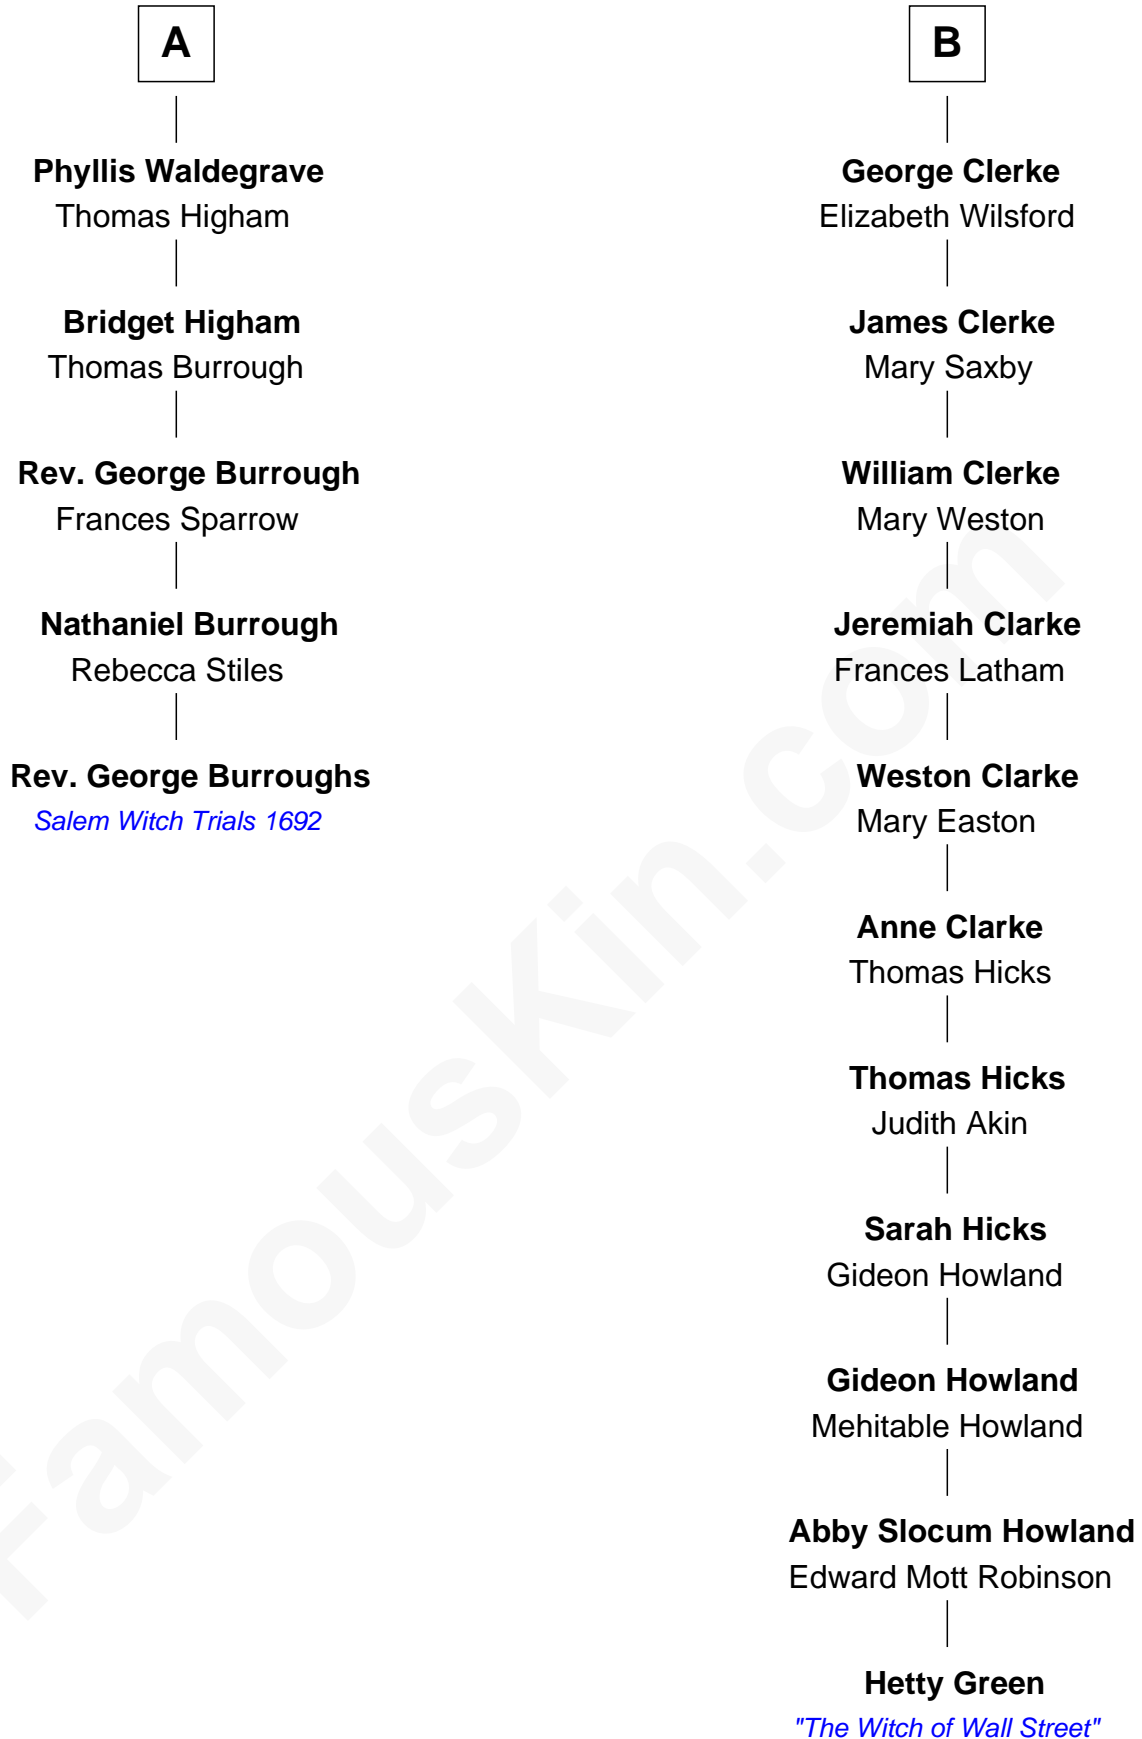 A
Phyllis Waldegrave
Thomas Higham
Bridget Higham
Thomas Burrough
Rev. George Burrough
Frances Sparrow
Nathaniel Burrough
Rebecca Stiles
Rev. George Burroughs
Salem Witch Trials 1692
B
George Clerke
Elizabeth Wilsford
James Clerke
Mary Saxby
William Clerke
Mary Weston
Jeremiah Clarke
Frances Latham
Weston Clarke
Mary Easton
Anne Clarke
Thomas Hicks
Thomas Hicks
Judith Akin
Sarah Hicks
Gideon Howland
Gideon Howland
Mehitable Howland
Abby Slocum Howland
Edward Mott Robinson
Hetty Green
"The Witch of Wall Street"
FamousKin.com